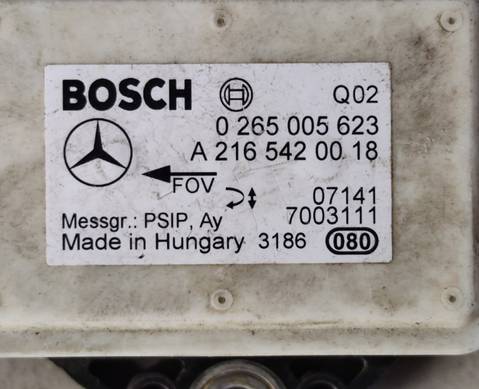 BOSCH Q02
0 265 005 623
A 216 542 00 18
FOV
07141
Messgr.: PSIP, Ay 7003111
Made in Hungary 3186 080